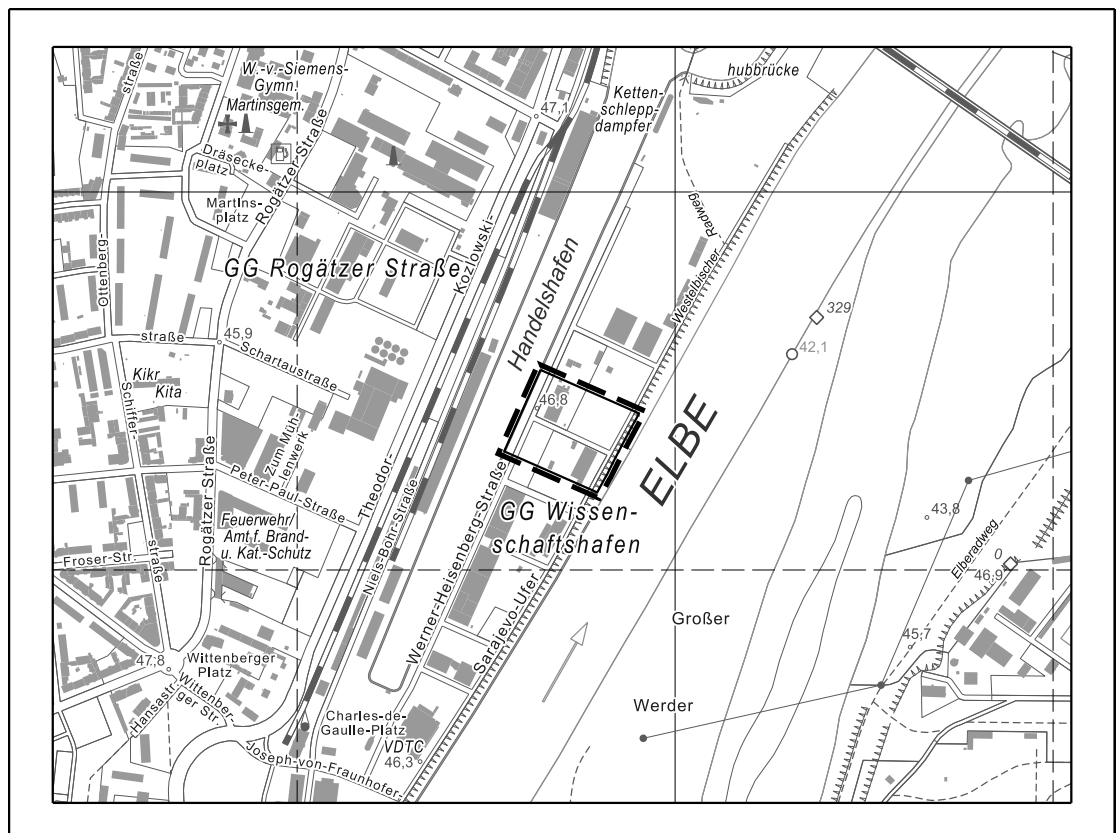 straße
W.-v.-Siemens-
Gymn.
Martinsgem.
47,1
Ketten-
schlepp-
dampfer
hubbrücke
Dräsecke-
platz
Rogätzer Straße
Martins-
platz
Ottenberg-
straße
GG Rogätzer Straße
Kozlowski-
Theodor-
Handelshafen
Westelbischer Radweg
329
42,1
45,9
Schartaustraße
Kikr
Kita
Schiffer-
straße
46,8
ELBE
Zum Müh-
lenwerk
Peter-Paul-Straße
Rogätzer-Straße
Feuerwehr/
Amt f. Brand-
u. Kat.-Schutz
Froser-Str.
Niels-Bohr-Straße
Werner-Heisenberg-Straße
GG Wissen-
schaftshafen
Sarajevo-Ufer
43,8
Elberadweg
0
46,9
Großer
Werder
45,7
47,8
Wittenberger
Platz
Hansastr.
Wittenber-
ger Str.
Charles-de-
Gaulle-Platz
VDTC
46,3
Joseph-von-Fraunhofer-